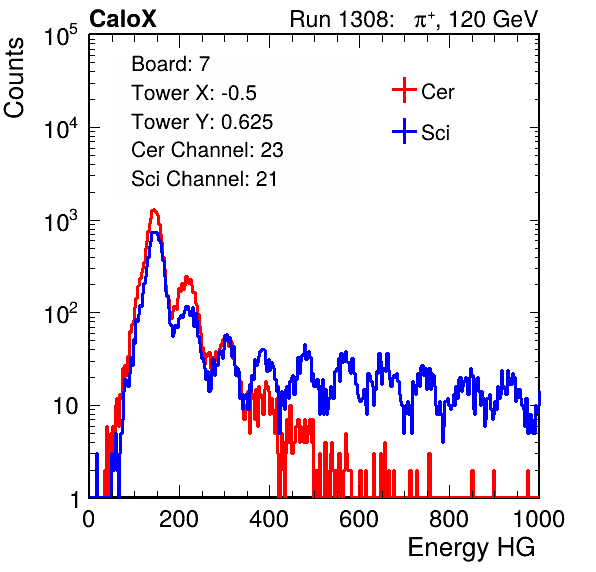 CaloX Run 1308: π⁺, 120 GeV
Counts
10⁵
10⁴
10³
10²
10
1
Board: 7
Tower X: -0.5
Tower Y: 0.625
Cer Channel: 23
Sci Channel: 21
Cer
Sci
0 200 400 600 800 1000
Energy HG